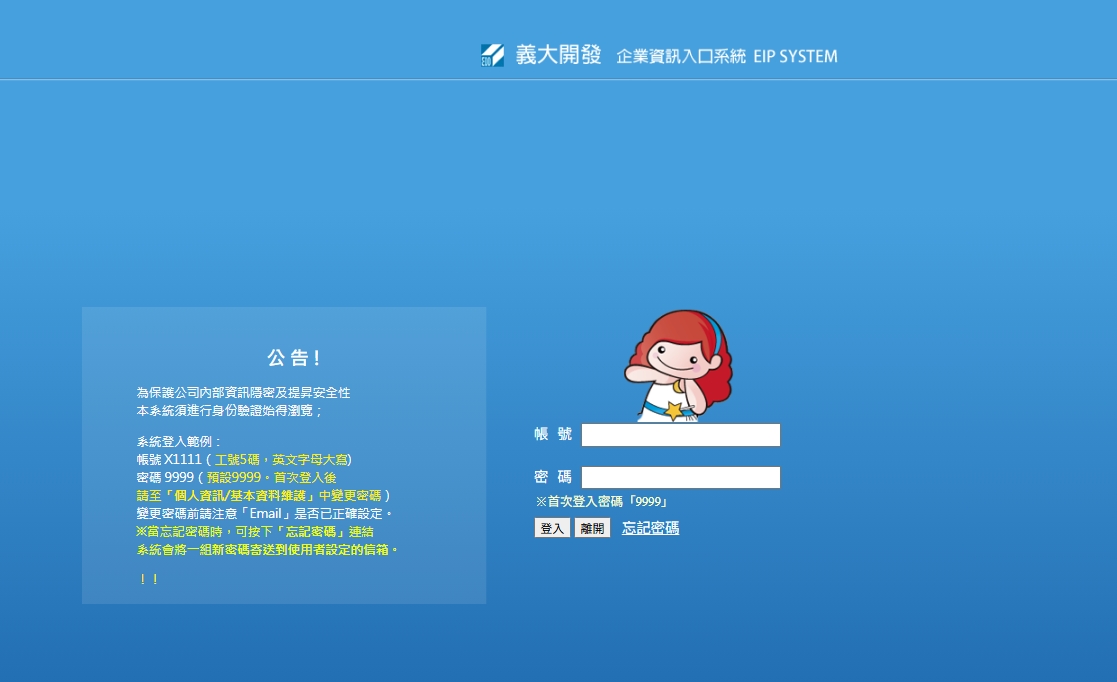 EDD 義大開發 企業資訊入口系統 EIP SYSTEM
公告!
為保護公司內部資訊隱密及提昇安全性
本系統須進行身份驗證始得瀏覽；
系統登入範例：
帳號 X1111 ( 工號5碼，英文字母大寫)
密碼 9999 ( 預設9999。首次登入後
請至「個人資訊/基本資料維護」中變更密碼 )
變更密碼前請注意「Email」是否已正確設定。
※當忘記密碼時，可按下「忘記密碼」連結
系統會將一組新密碼寄送到使用者設定的信箱。
！！
帳 號
密 碼
※首次登入密碼「9999」
登入 離開 忘記密碼